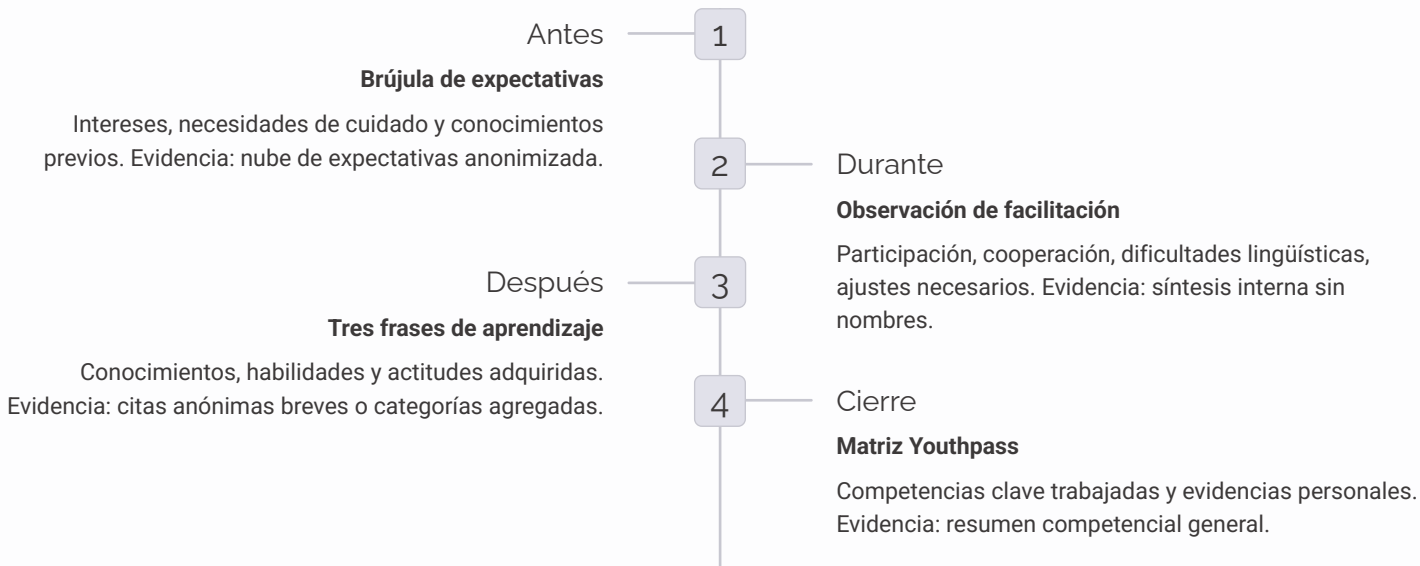 Antes
1
Brújula de expectativas
Intereses, necesidades de cuidado y conocimientos
previos. Evidencia: nube de expectativas anonimizada.
2
Durante
Observación de facilitación
Participación, cooperación, dificultades lingüísticas,
ajustes necesarios. Evidencia: síntesis interna sin
nombres.
Después
3
Tres frases de aprendizaje
Conocimientos, habilidades y actitudes adquiridas.
Evidencia: citas anónimas breves o categorías agregadas.
4
Cierre
Matriz Youthpass
Competencias clave trabajadas y evidencias personales.
Evidencia: resumen competencial general.